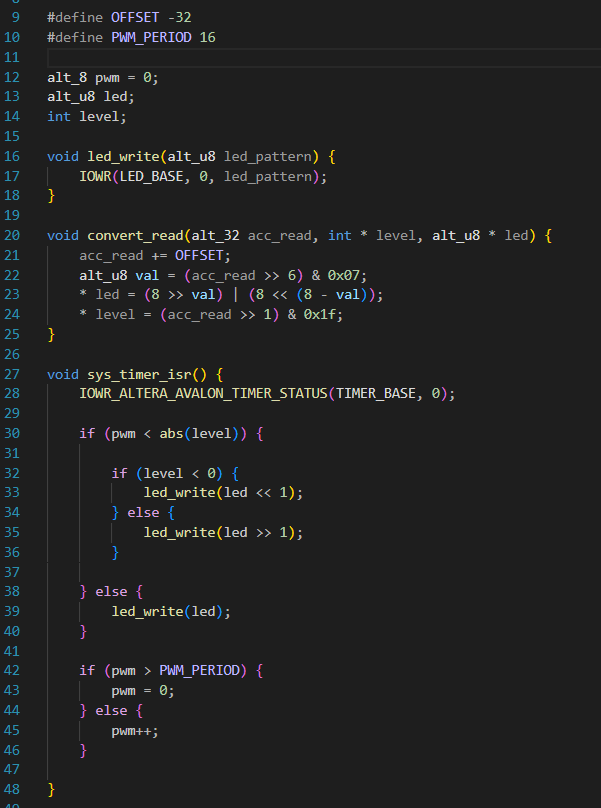 9 #define OFFSET -32
10 #define PWM_PERIOD 16
11
12 alt_8 pwm = 0;
13 alt_u8 led;
14 int level;
15
16 void led_write(alt_u8 led_pattern) {
17     IOWR(LED_BASE, 0, led_pattern);
18 }
19
20 void convert_read(alt_32 acc_read, int * level, alt_u8 * led) {
21     acc_read += OFFSET;
22     alt_u8 val = (acc_read >> 6) & 0x07;
23     * led = (8 >> val) | (8 << (8 - val));
24     * level = (acc_read >> 1) & 0x1f;
25 }
26
27 void sys_timer_isr() {
28     IOWR_ALTERA_AVALON_TIMER_STATUS(TIMER_BASE, 0);
29
30     if (pwm < abs(level)) {
31
32         if (level < 0) {
33             led_write(led << 1);
34         } else {
35             led_write(led >> 1);
36         }
37
38     } else {
39         led_write(led);
40     }
41
42     if (pwm > PWM_PERIOD) {
43         pwm = 0;
44     } else {
45         pwm++;
46     }
47
48 }